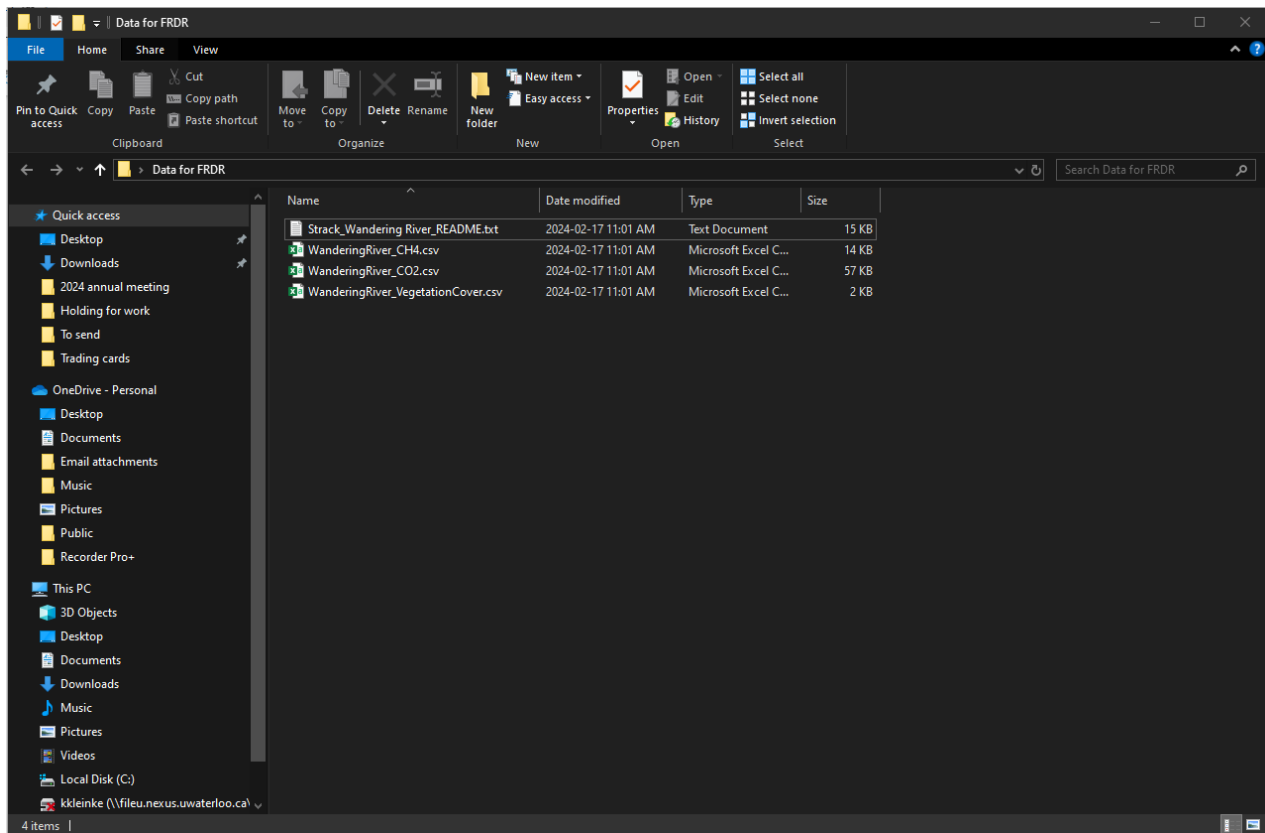 Data for FRDR
File Home Share View
Pin to Quick access Copy Paste Cut
Copy path
Paste shortcut
Move to Copy to Delete Rename New folder New item
Easy access
Properties Open
Edit
History
Select all
Select none
Invert selection
Clipboard Organize New Open Select
Data for FRDR Search Data for FRDR
Name Date modified Type Size
Strack_Wandering River_README.txt 2024-02-17 11:01 AM Text Document 15 KB
WanderingRiver_CH4.csv 2024-02-17 11:01 AM Microsoft Excel C... 14 KB
WanderingRiver_CO2.csv 2024-02-17 11:01 AM Microsoft Excel C... 57 KB
WanderingRiver_VegetationCover.csv 2024-02-17 11:01 AM Microsoft Excel C... 2 KB
Quick access
Desktop
Downloads
2024 annual meeting
Holding for work
To send
Trading cards
OneDrive - Personal
Desktop
Documents
Email attachments
Music
Pictures
Public
Recorder Pro+
This PC
3D Objects
Desktop
Documents
Downloads
Music
Pictures
Videos
Local Disk (C:)
kkleinke (\\fileu.nexus.uwaterloo.ca\
4 items